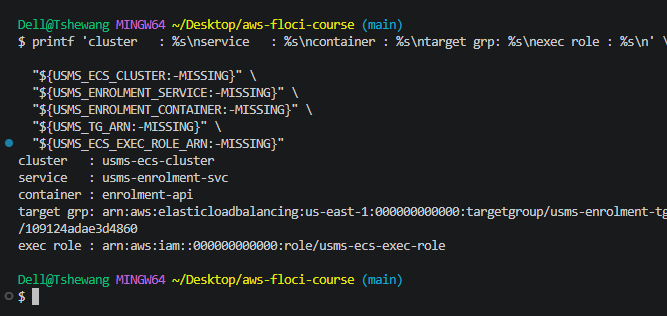 Dell@Tshewang MINGW64 ~/Desktop/aws-floci-course (main)
$ printf 'cluster   : %s\nservice   : %s\ncontainer : %s\ntarget grp: %s\nexec role : %s\n' \
  "${USMS_ECS_CLUSTER:-MISSING}" \
  "${USMS_ENROLMENT_SERVICE:-MISSING}" \
  "${USMS_ENROLMENT_CONTAINER:-MISSING}" \
  "${USMS_TG_ARN:-MISSING}" \
  "${USMS_ECS_EXEC_ROLE_ARN:-MISSING}"
cluster   : usms-ecs-cluster
service   : usms-enrolment-svc
container : enrolment-api
target grp: arn:aws:elasticloadbalancing:us-east-1:000000000000:targetgroup/usms-enrolment-tg
/109124adae3d4860
exec role : arn:aws:iam::000000000000:role/usms-ecs-exec-role
Dell@Tshewang MINGW64 ~/Desktop/aws-floci-course (main)
$